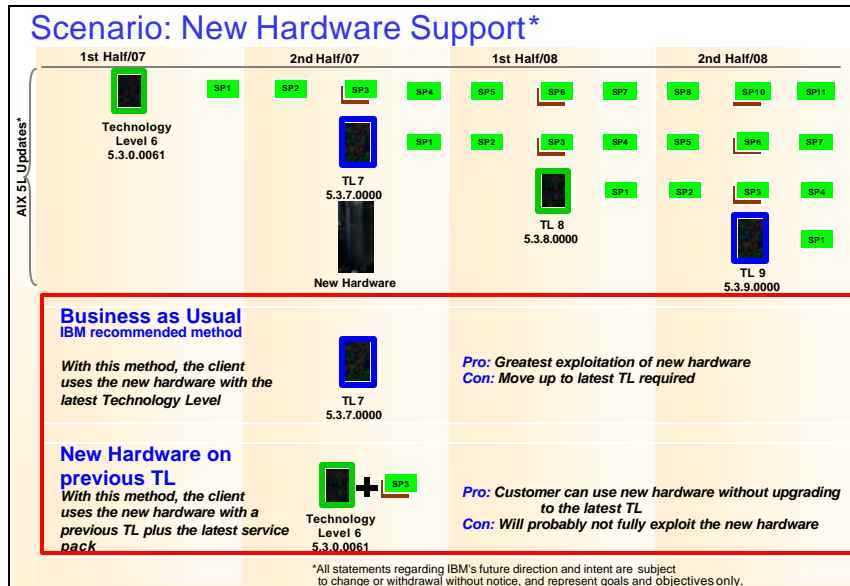 Scenario: New Hardware Support*
1st Half/07 2nd Half/07 1st Half/08 2nd Half/08
AIX 5L Updates*
SP1 SP2 SP3 SP4 SP5 SP6 SP7 SP8 SP10 SP11
Technology
Level 6
5.3.0.0061
SP1 SP2 SP3 SP4 SP5 SP6 SP7
TL7
5.3.7.0000
SP1 SP2 SP3 SP4
TL 8
5.3.8.0000
SP1
TL 9
5.3.9.0000
New Hardware
Business as Usual
IBM recommended method
With this method, the client
uses the new hardware with the
latest Technology Level
TL7
5.3.7.0000
Pro: Greatest exploitation of new hardware
Con: Move up to latest TL required
New Hardware on
previous TL
With this method, the client
uses the new hardware with a
previous TL plus the latest service
pack
SP3
Technology
Level 6
5.3.0.0061
Pro: Customer can use new hardware without upgrading
to the latest TL
Con: Will probably not fully exploit the new hardware
*All statements regarding IBM's future direction and intent are subject
to change or withdrawal without notice, and represent goals and objectives only.